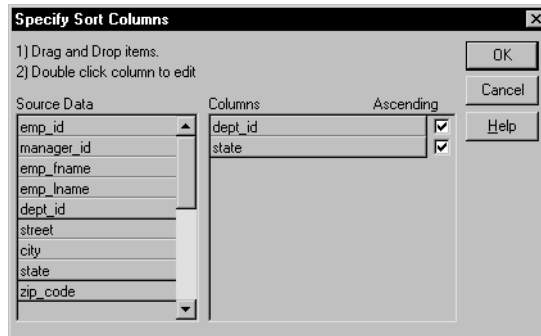 Specify Sort Columns
1) Drag and Drop items.
2) Double click column to edit
OK
Cancel
Help
Source Data
emp_id
manager_id
emp_fname
emp_lname
dept_id
street
city
state
zip_code
Columns Ascending
dept_id
state